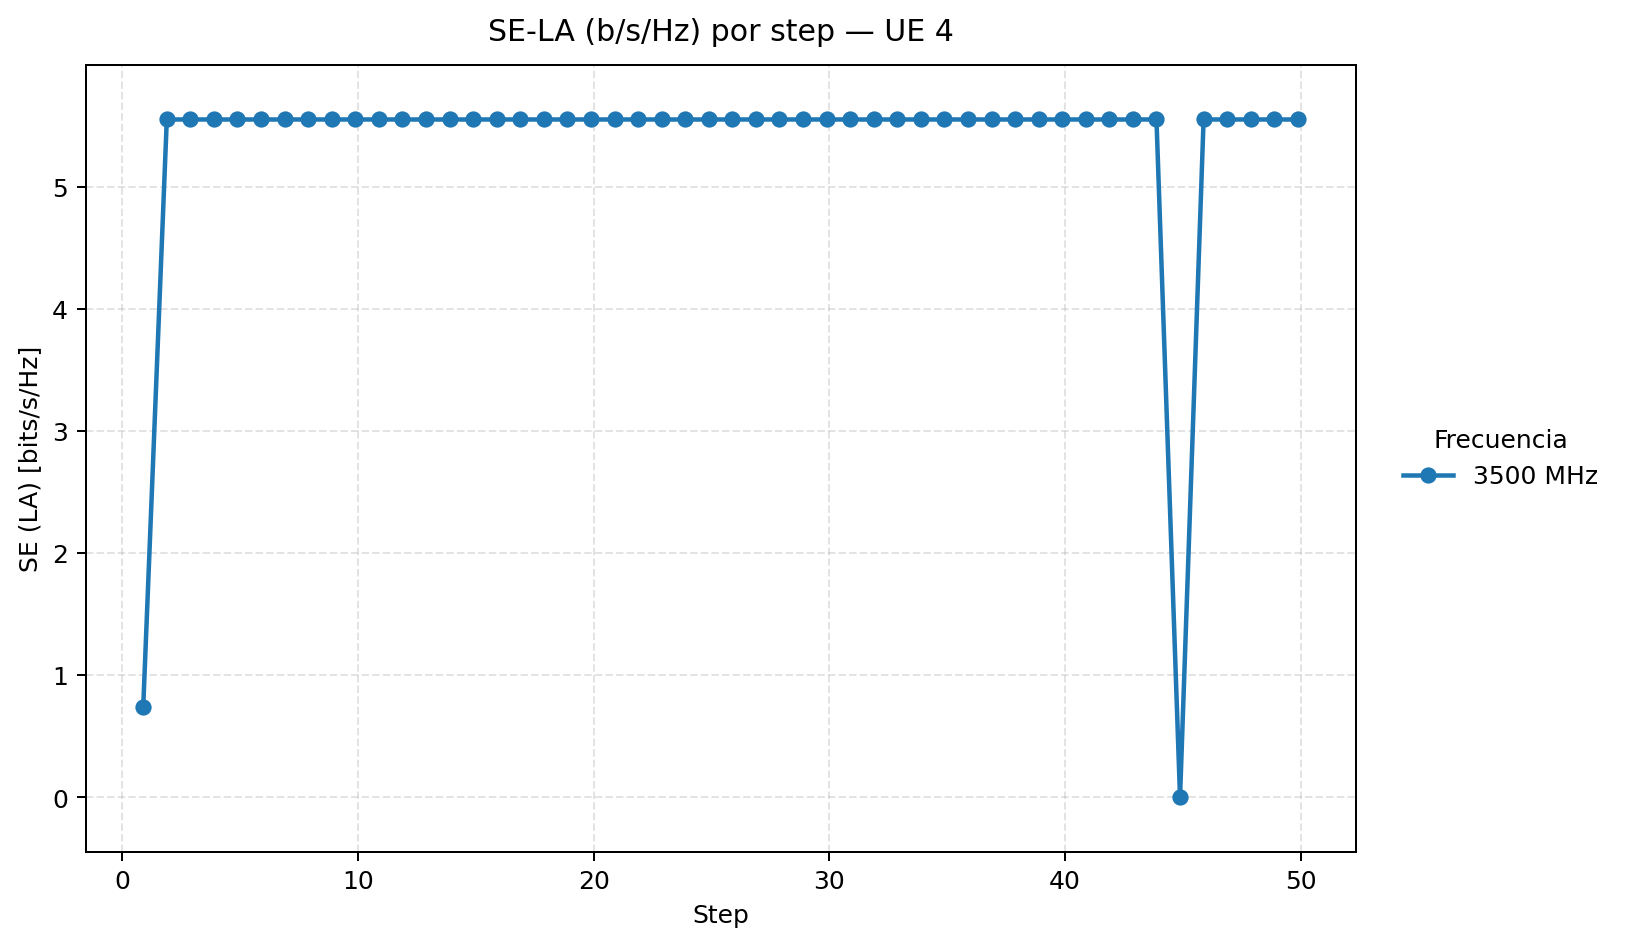 SE-LA (b/s/Hz) por step — UE 4
SE (LA) [bits/s/Hz]
5
4
3
2
1
0
0 10 20 30 40 50
Step
Frecuencia
3500 MHz